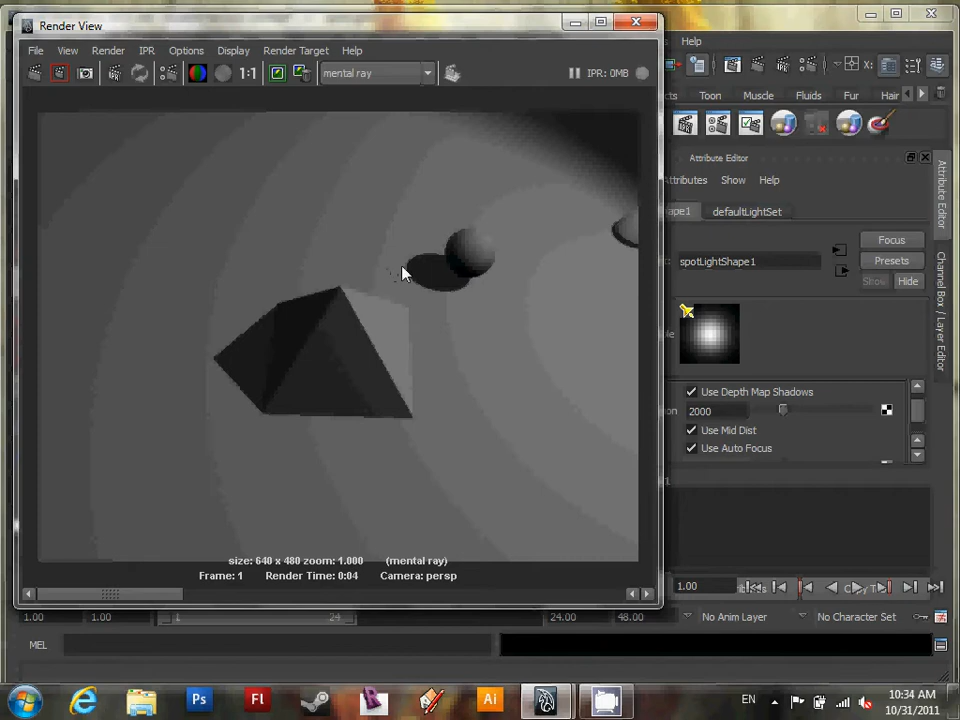 Render View
File View Render IPR Options Display Render Target Help
Help
1:1 mental ray IPR: 0MB
X:
Toon Muscle Fluids Fur Hair
Attribute Editor
Show Help
defaultLightSet
Focus
spotLightShape1
Presets
Show Hide
Use Depth Map Shadows
2000
Use Mid Dist
Use Auto Focus
Attribute Editor
Channel Box / Layer Editor
size: 640 x 480 zoom: 1.000 (mental ray)
Frame: 1 Render Time: 0:04 Camera: persp
1.00
1.00 1.00 1 24 24.00 48.00 No Anim Layer No Character Set
MEL
Ps Fl Ai EN 10:34 AM
10/31/2011